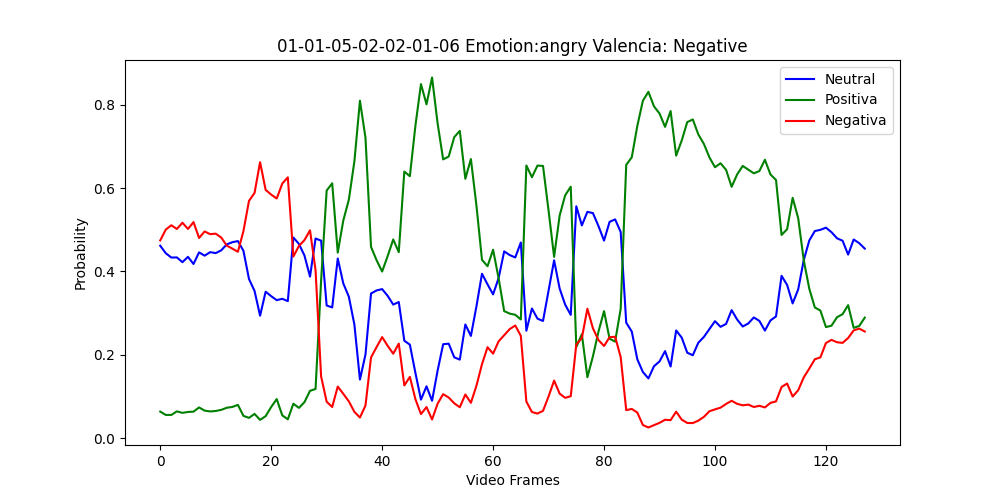 01-01-05-02-02-01-06 Emotion:angry Valencia: Negative
Neutral
Positiva
Negativa
Probability
0.8
0.6
0.4
0.2
0.0
0 20 40 60 80 100 120
Video Frames